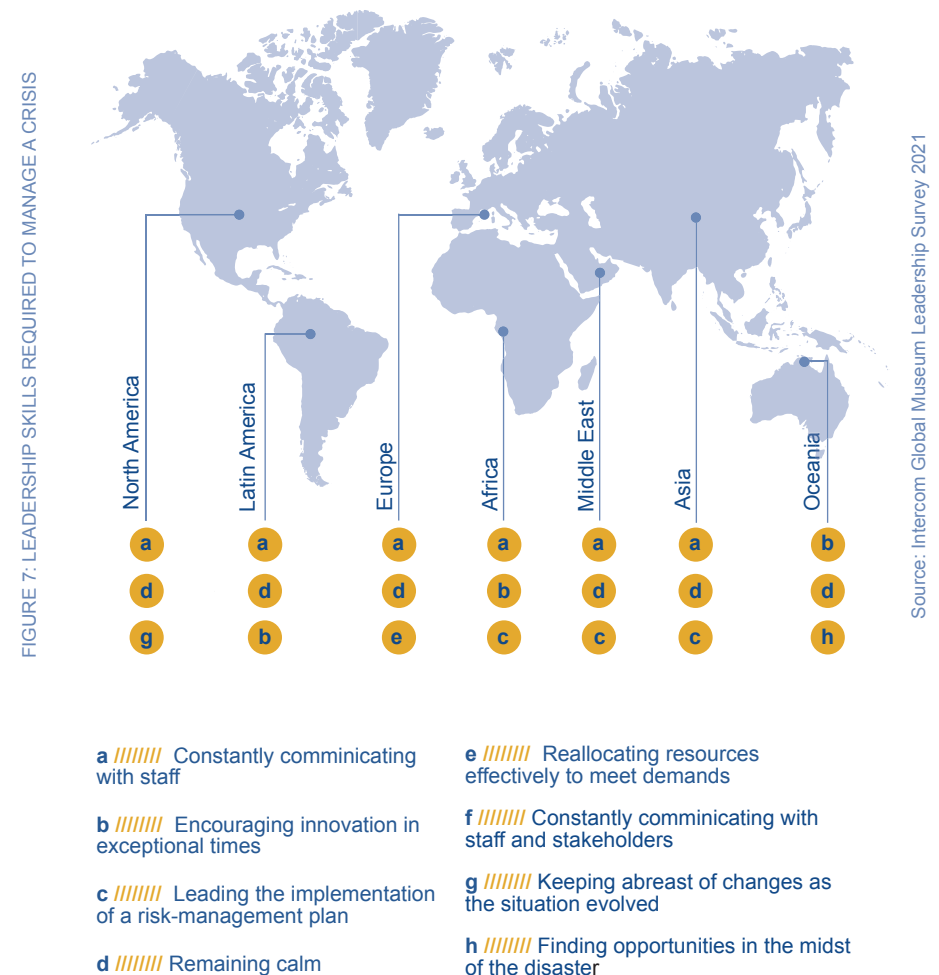 FIGURE 7: LEADERSHIP SKILLS REQUIRED TO MANAGE A CRISIS
Source: Intercom Global Museum Leadership Survey 2021
North America
Latin America
Europe
Africa
Middle East
Asia
Oceania
a a a a a a b
d d d b d d d
g b e c c c h
a //////// Constantly comminicating
with staff
b //////// Encouraging innovation in
exceptional times
c //////// Leading the implementation
of a risk-management plan
d //////// Remaining calm
e //////// Reallocating resources
effectively to meet demands
f //////// Constantly comminicating with
staff and stakeholders
g //////// Keeping abreast of changes as
the situation evolved
h //////// Finding opportunities in the midst
of the disaster